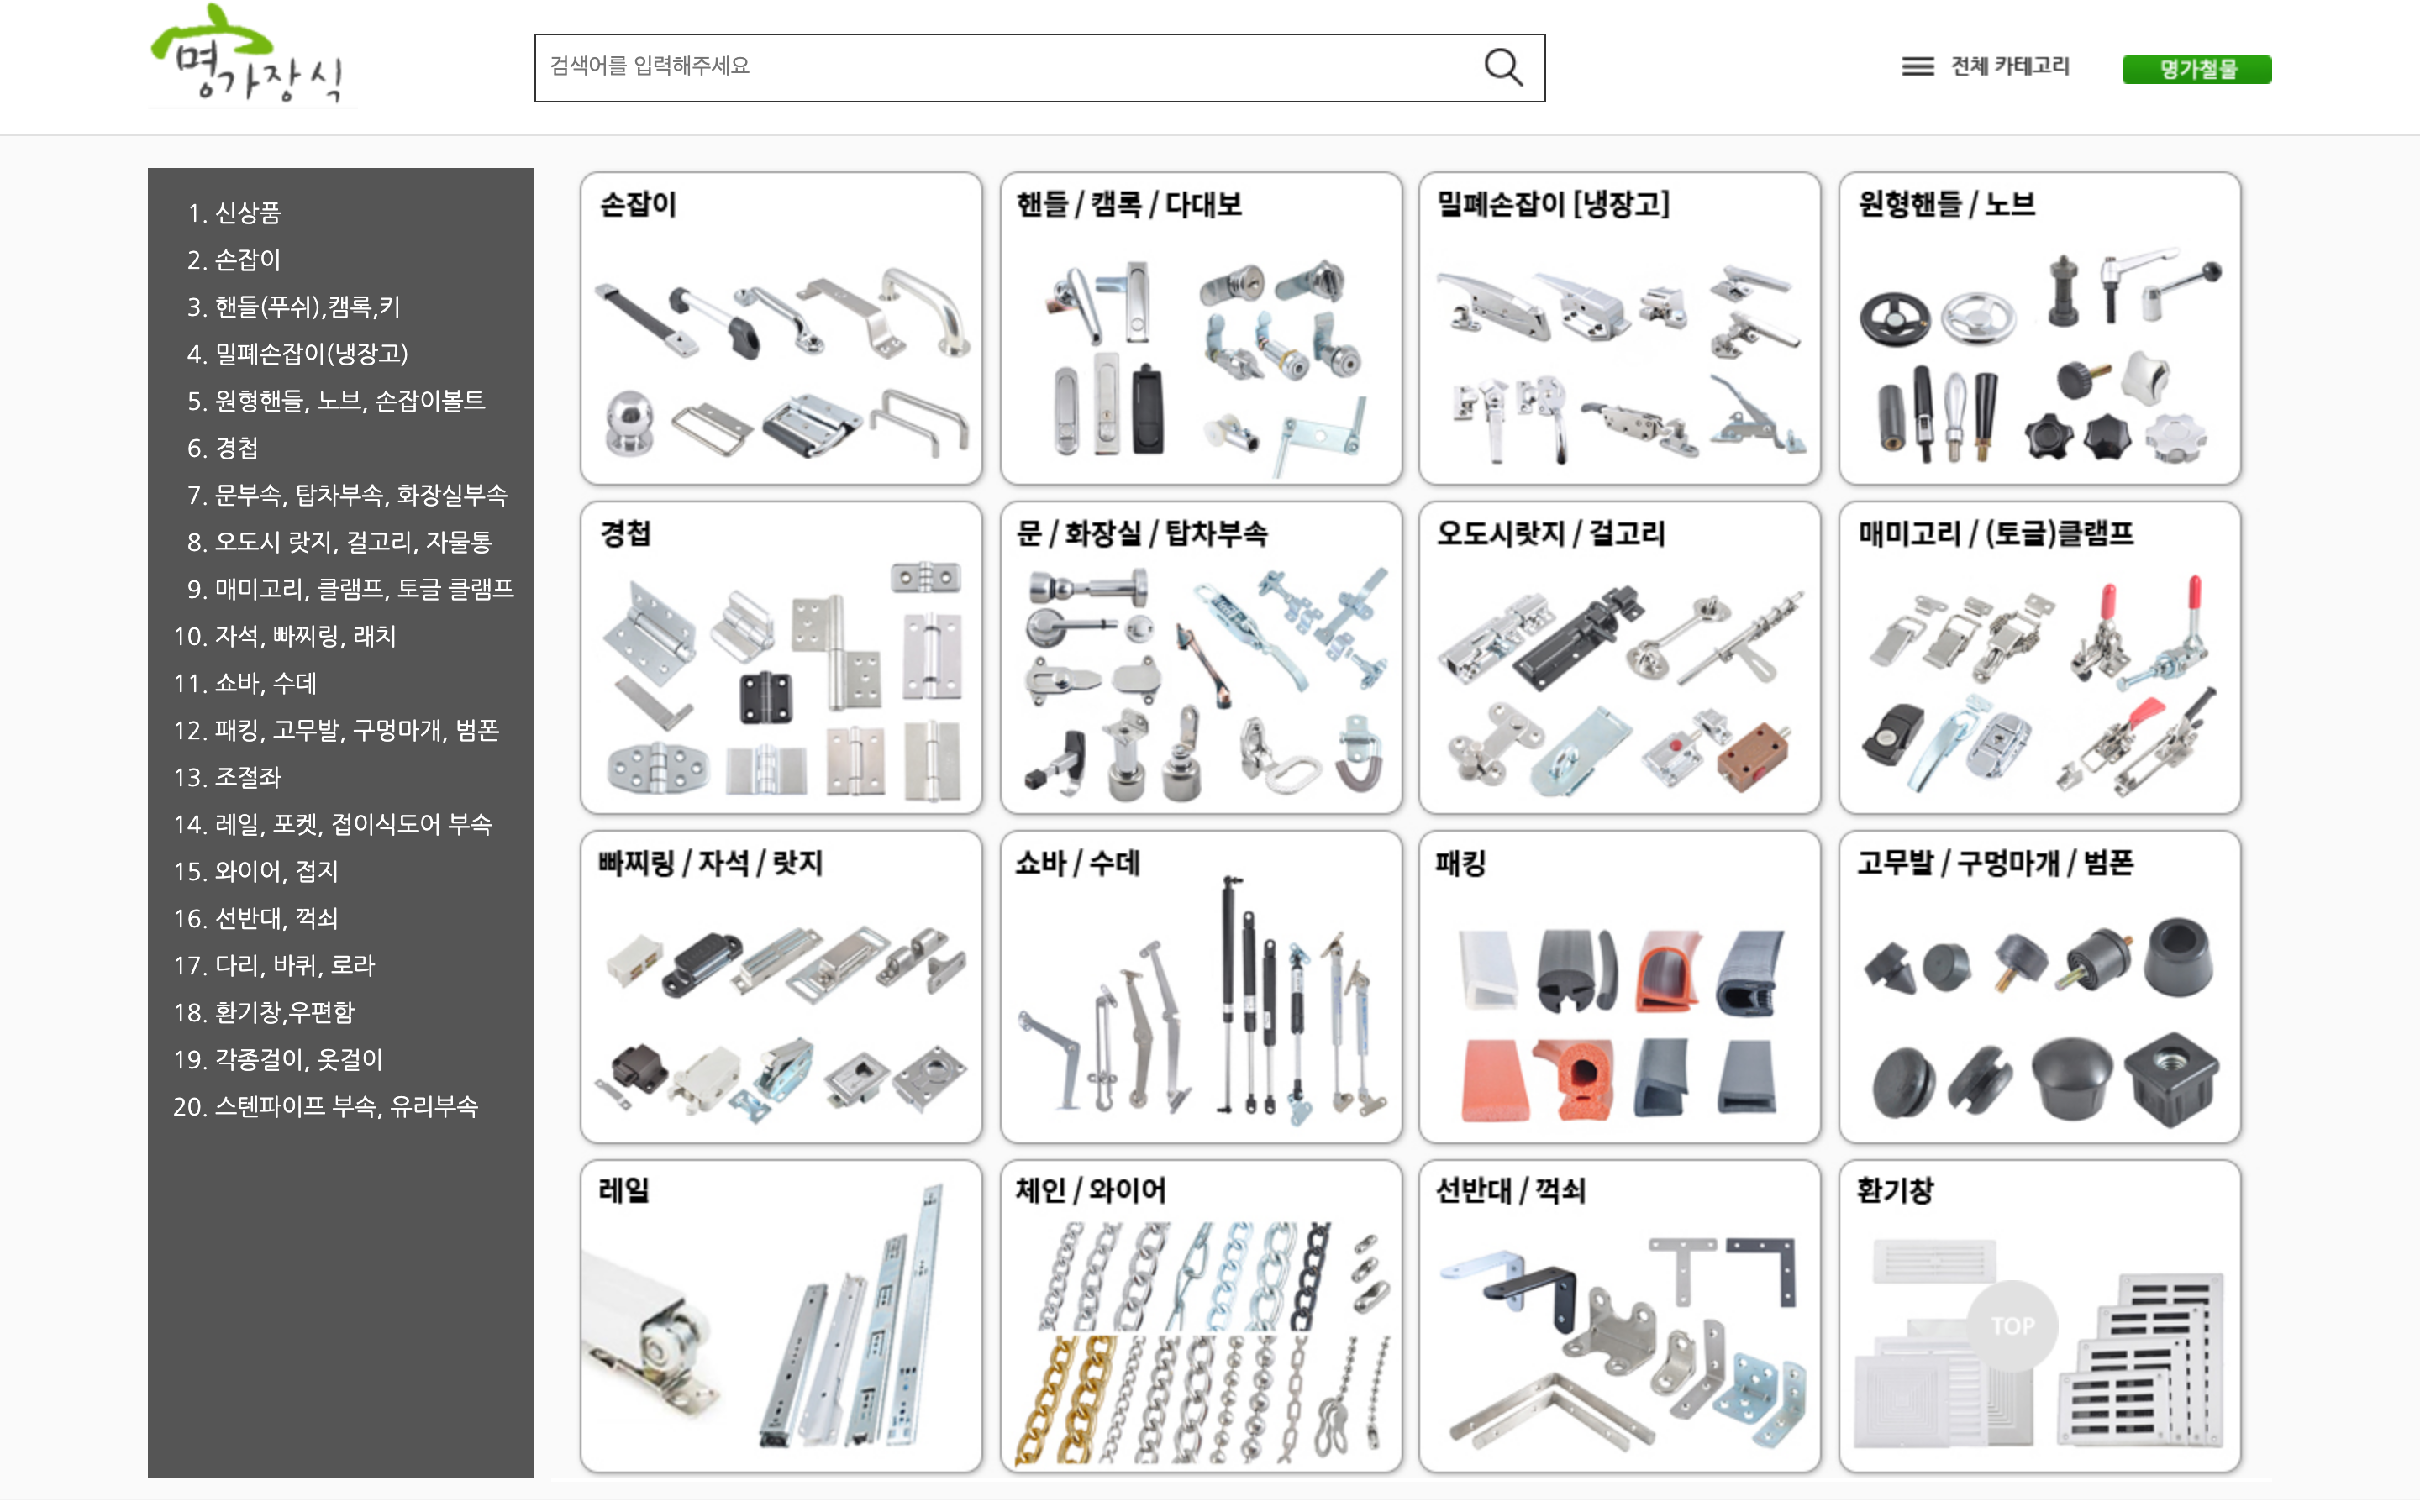 명가장식
검색어를 입력해주세요
전체 카테고리
명가철물
1. 신상품
2. 손잡이
3. 핸들(푸쉬),캠록,키
4. 밀폐손잡이(냉장고)
5. 원형핸들, 노브, 손잡이볼트
6. 경첩
7. 문부속, 탑차부속, 화장실부속
8. 오도시 랏지, 걸고리, 자물통
9. 매미고리, 클램프, 토글 클램프
10. 자석, 빠찌링, 래치
11. 쇼바, 수데
12. 패킹, 고무발, 구멍마개, 범폰
13. 조절좌
14. 레일, 포켓, 접이식도어 부속
15. 와이어, 접지
16. 선반대, 꺽쇠
17. 다리, 바퀴, 로라
18. 환기창,우편함
19. 각종걸이, 옷걸이
20. 스텐파이프 부속, 유리부속
손잡이
핸들 / 캠록 / 다대보
밀폐손잡이 [냉장고]
원형핸들 / 노브
경첩
문 / 화장실 / 탑차부속
오도시랏지 / 걸고리
매미고리 / (토글)클램프
빠찌링 / 자석 / 랏지
쇼바 / 수데
패킹
고무발 / 구멍마개 / 범폰
레일
체인 / 와이어
선반대 / 꺽쇠
환기창
TOP